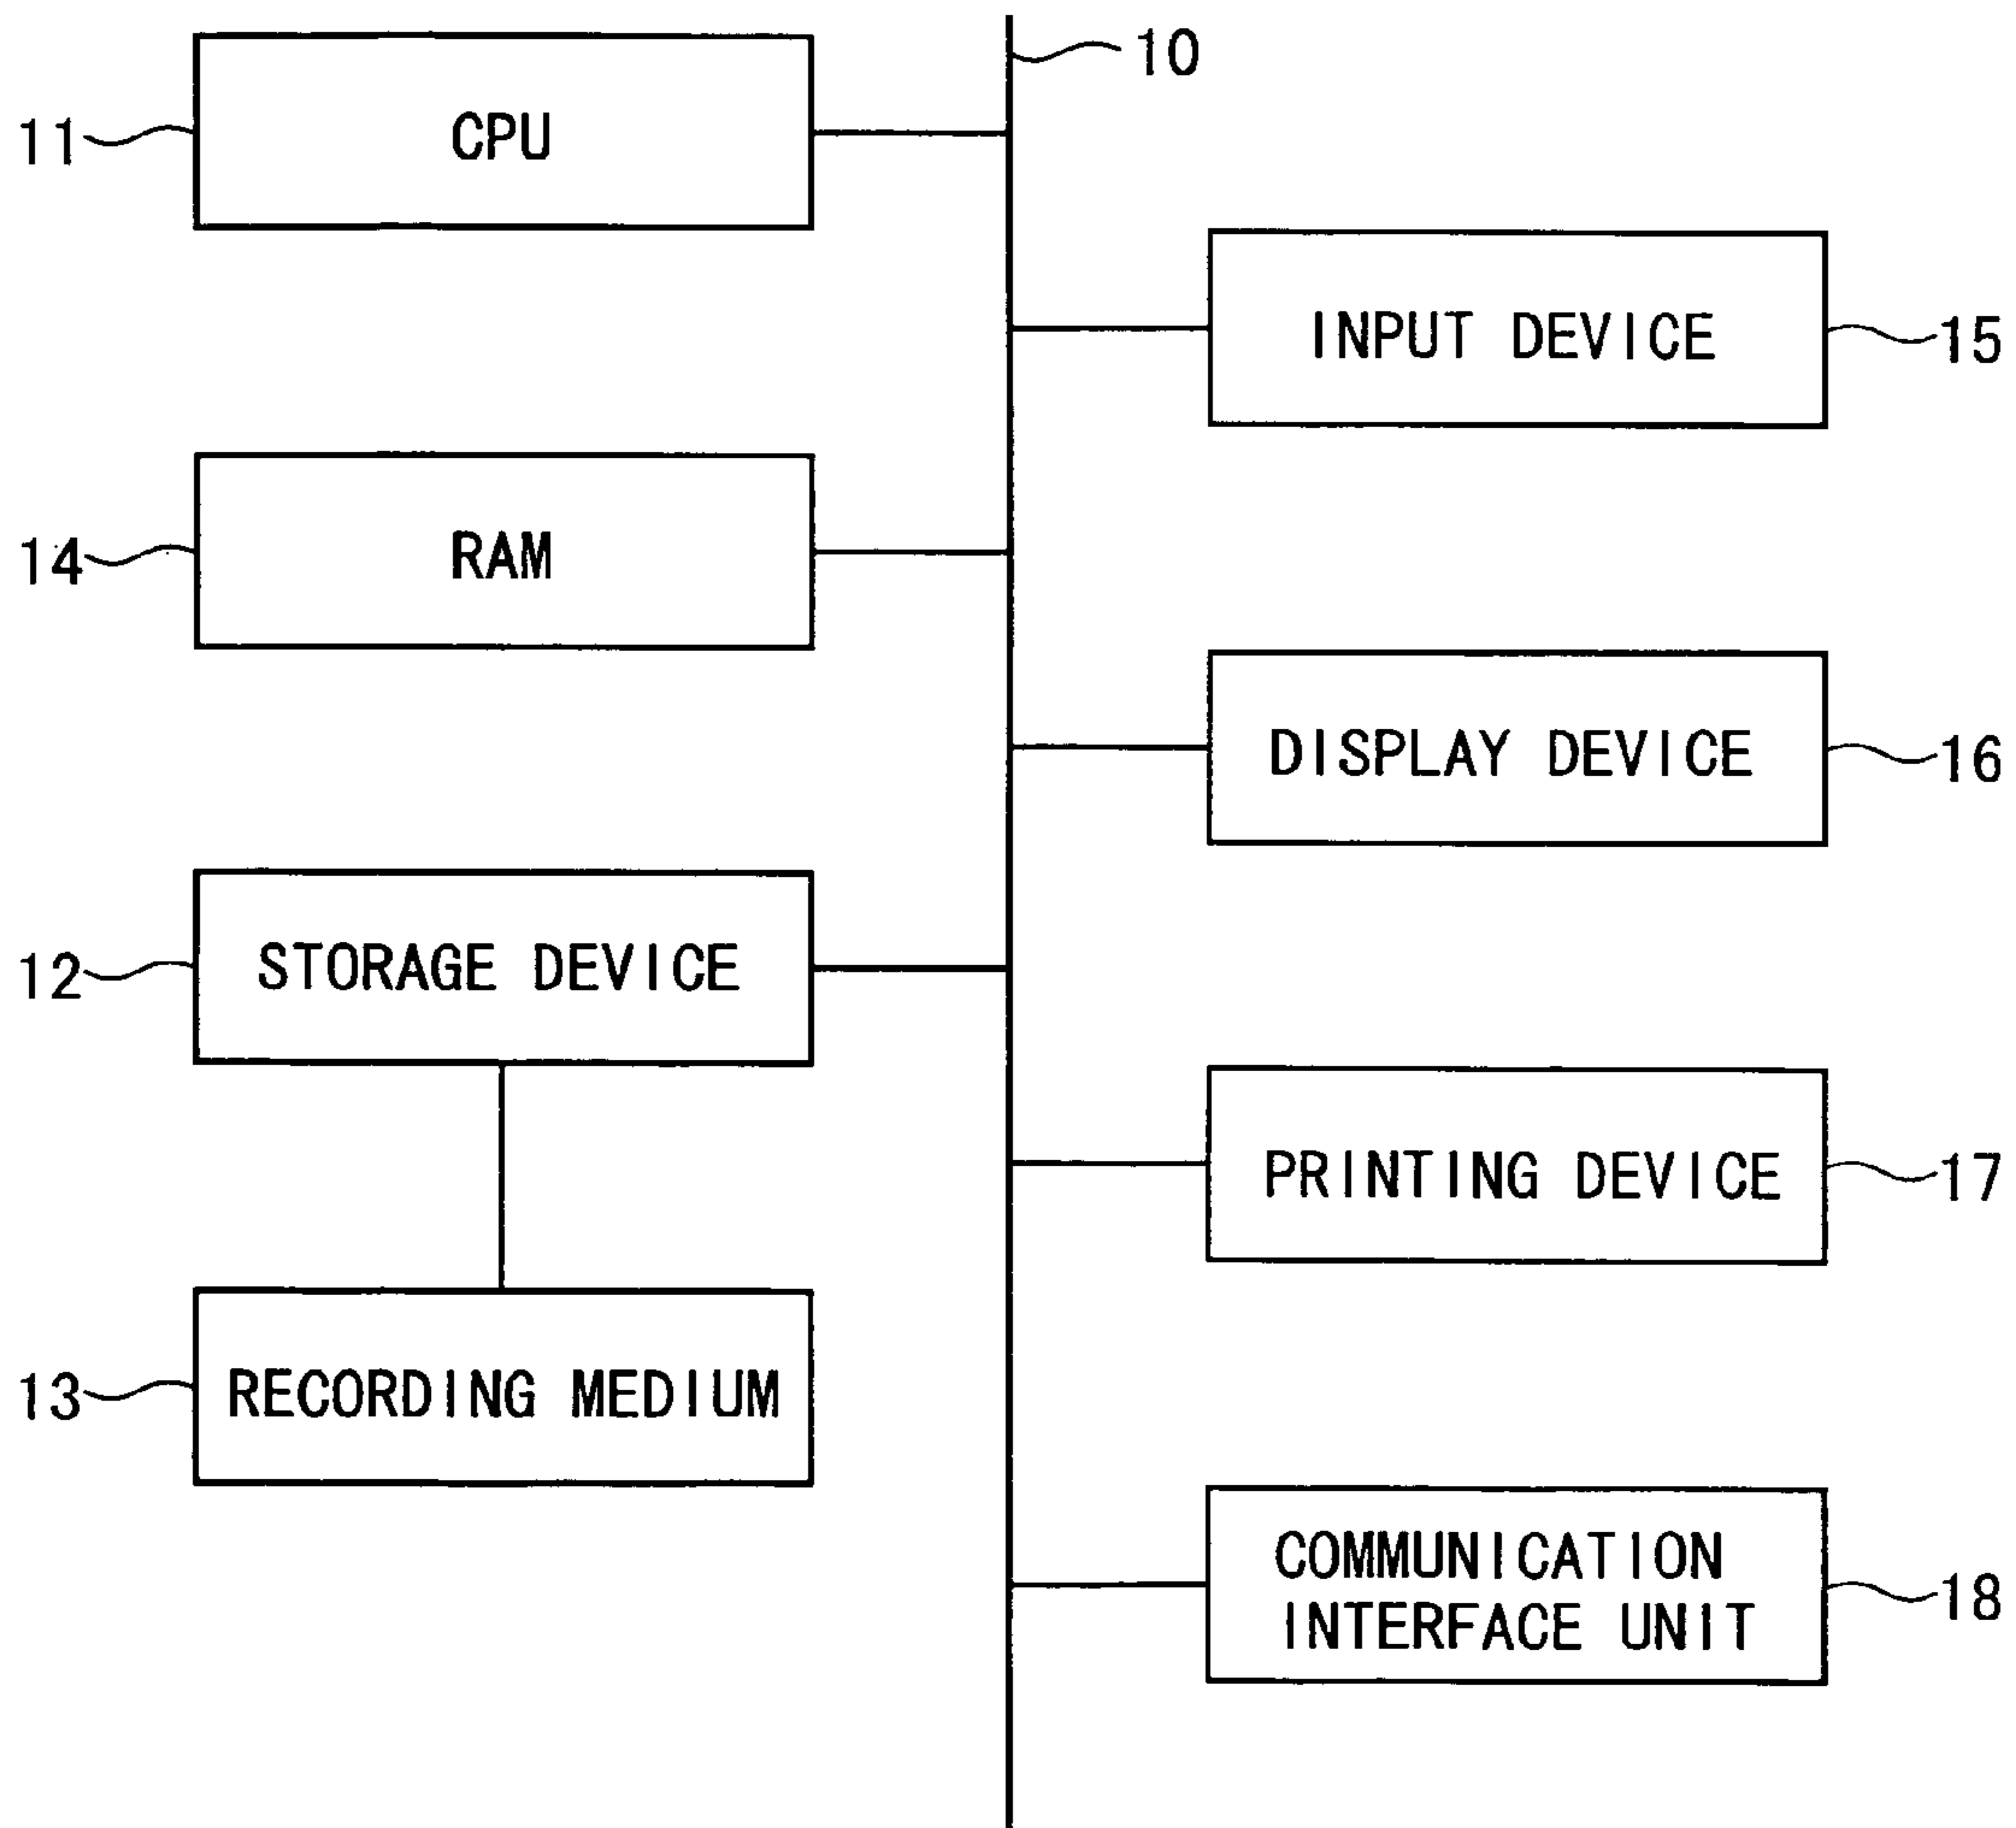 10
11 CPU
INPUT DEVICE 15
14 RAM
DISPLAY DEVICE 16
12 STORAGE DEVICE
PRINTING DEVICE 17
13 RECORDING MEDIUM
COMMUNICATION
INTERFACE UNIT 18